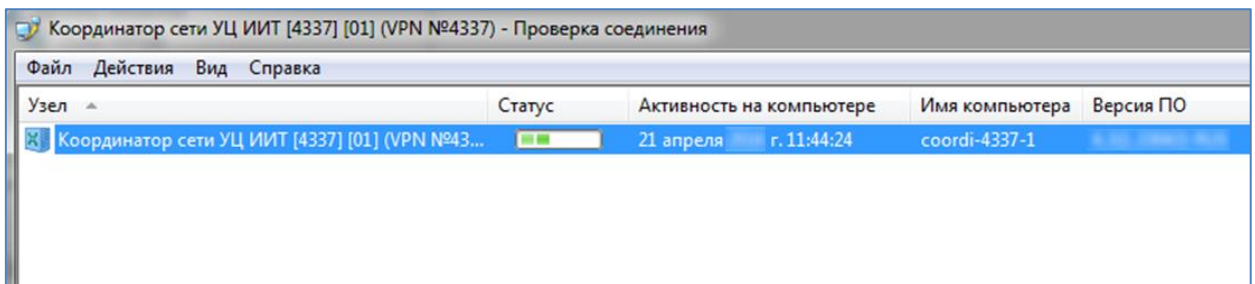 Координатор сети УЦ ИИТ [4337] [01] (VPN №4337) - Проверка соединения
Файл Действия Вид Справка
Узел Статус Активность на компьютере Имя компьютера Версия ПО
Координатор сети УЦ ИИТ [4337] [01] (VPN №43... 21 апреля г. 11:44:24 coordi-4337-1